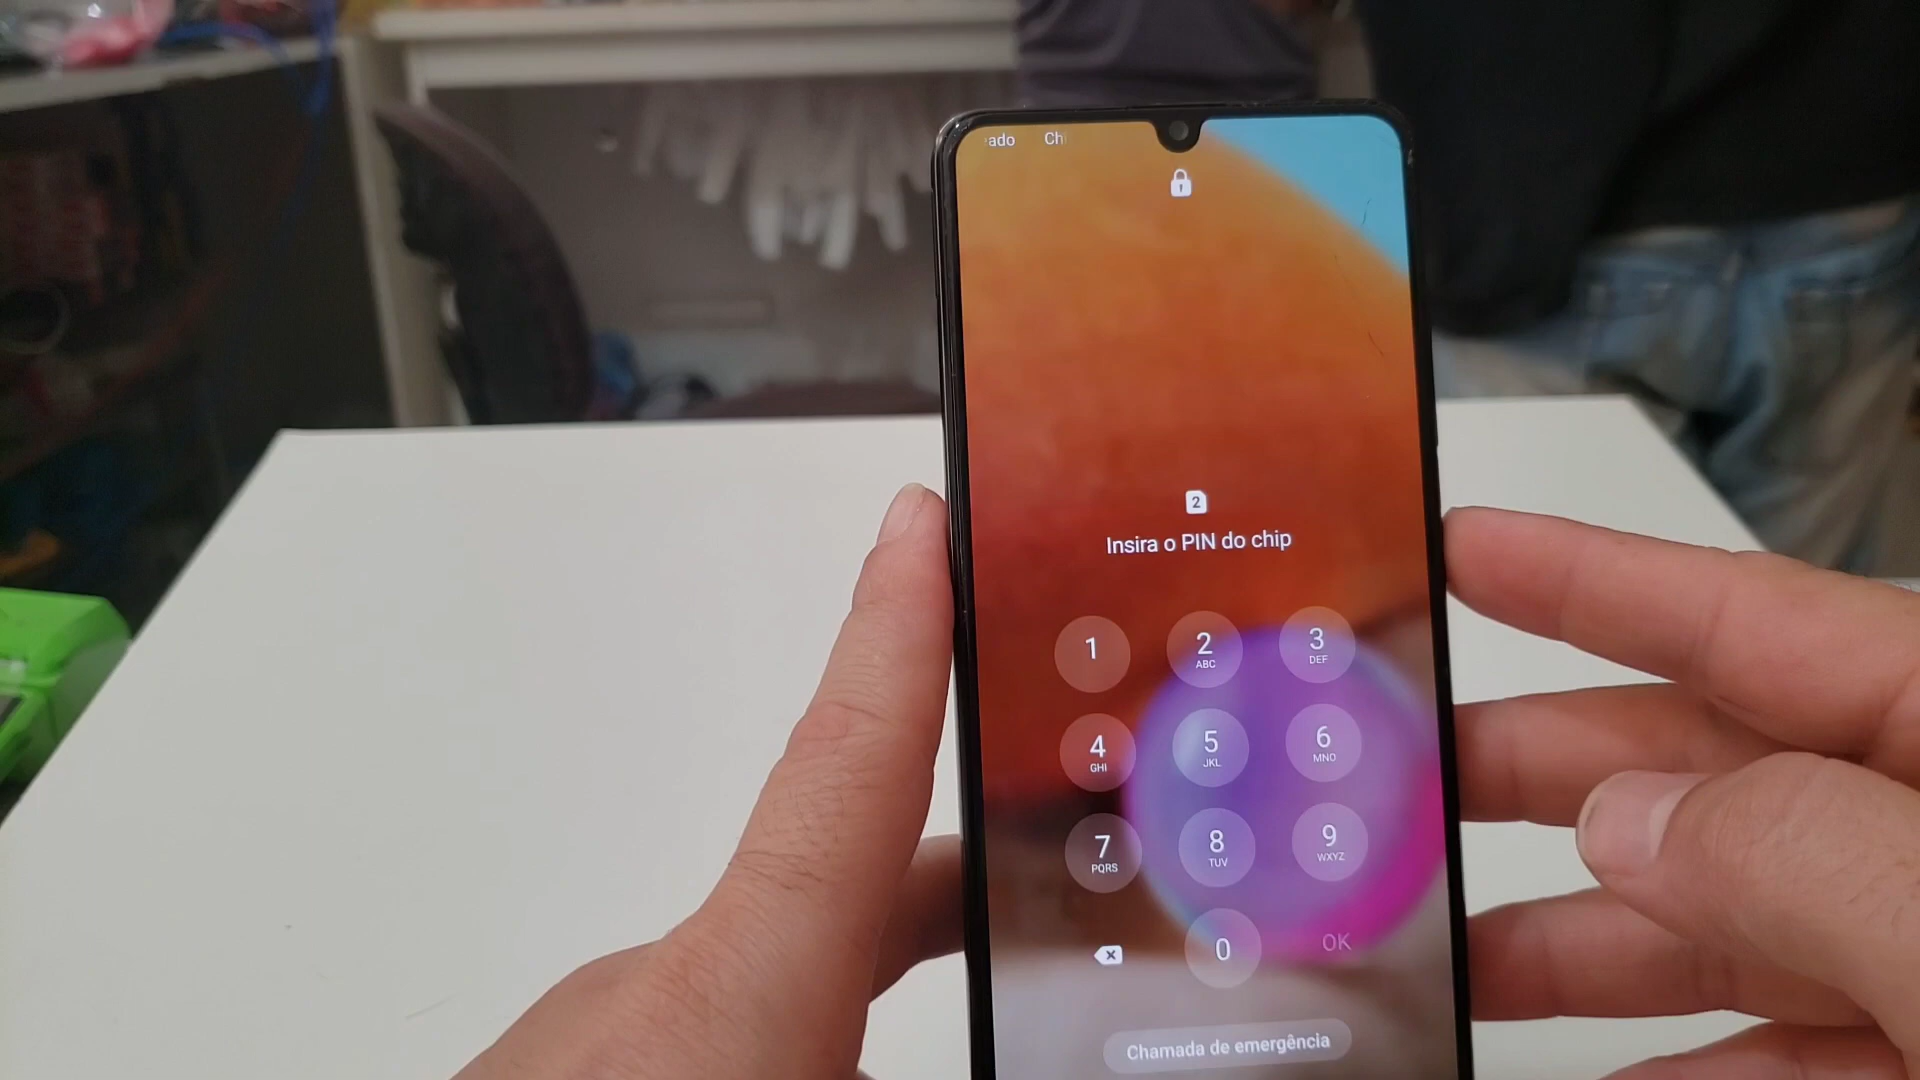 ado Ch
2
Insira o PIN do chip
1 2 3
ABC DEF
4 5 6
GHI JKL MNO
7 8 9
PQRS TUV WXYZ
0 OK
Chamada de emergência